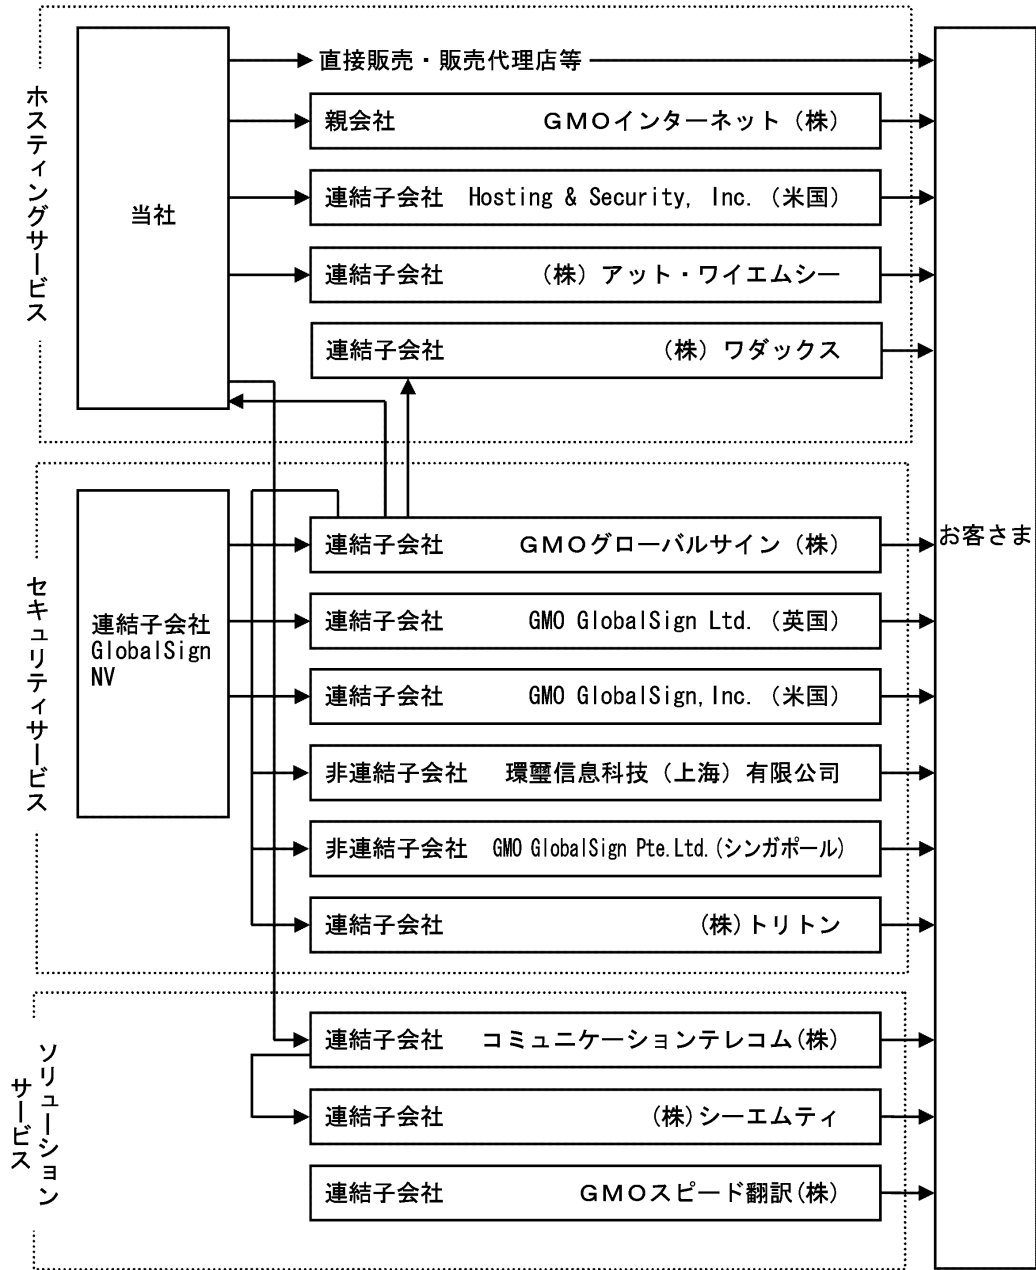 ホスティングサービス
当社
直接販売・販売代理店等
親会社 GMOインターネット（株）
連結子会社 Hosting & Security, Inc.（米国）
連結子会社 （株）アット・ワイエムシー
連結子会社 （株）ワダックス
お客さま
セキュリティサービス
連結子会社
GlobalSign
NV
連結子会社 GMOグローバルサイン（株）
連結子会社 GMO GlobalSign Ltd.（英国）
連結子会社 GMO GlobalSign,Inc.（米国）
非連結子会社 環璽信息科技（上海）有限公司
非連結子会社 GMO GlobalSign Pte.Ltd.(シンガポール)
連結子会社 (株)トリトン
ソリューション
サービス
連結子会社 コミュニケーションテレコム(株)
連結子会社 (株)シーエムティ
連結子会社 GMOスピード翻訳(株)